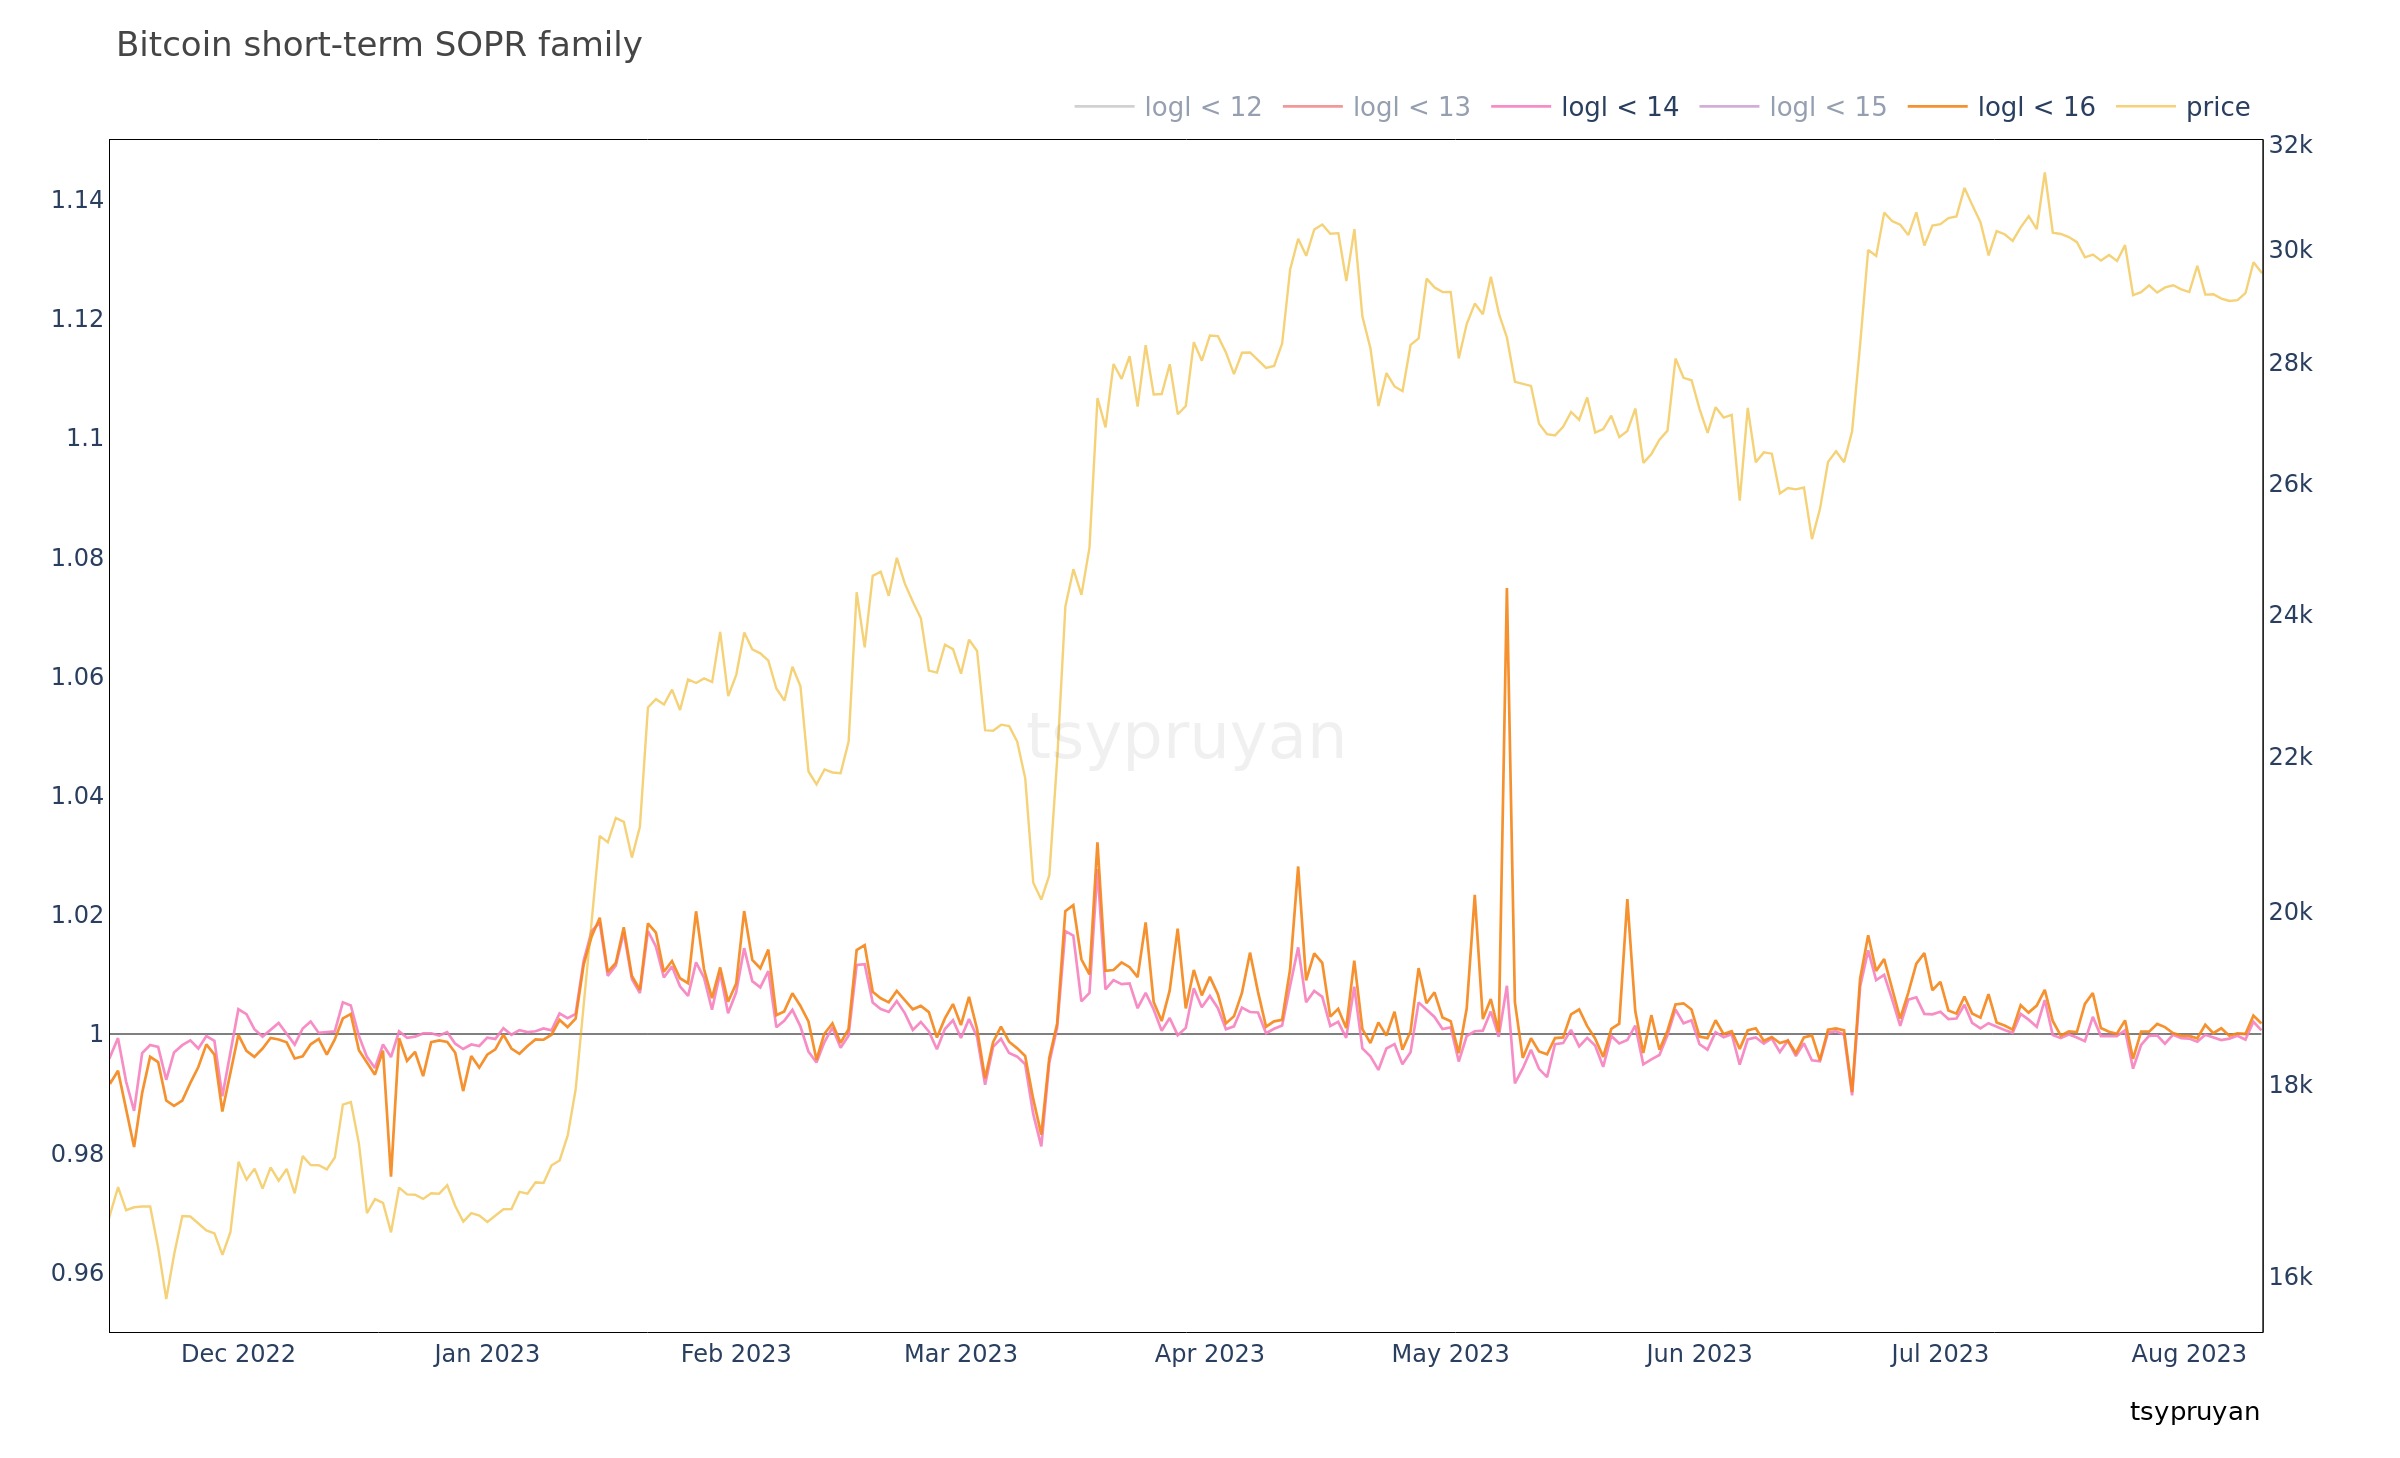 Bitcoin short-term SOPR family
logl < 12 logl < 13 logl < 14 logl < 15 logl < 16 price
1.14
1.12
1.1
1.08
1.06
1.04
1.02
1
0.98
0.96
32k
30k
28k
26k
24k
22k
20k
18k
16k
tsypruyan
Dec 2022 Jan 2023 Feb 2023 Mar 2023 Apr 2023 May 2023 Jun 2023 Jul 2023 Aug 2023
tsypruyan